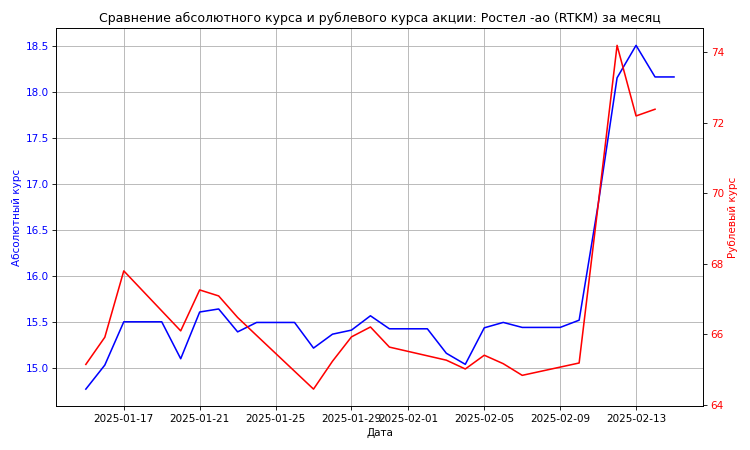 Сравнение абсолютного курса и рублевого курса акции: Ростел -ао (RTKM) за месяц
18.5
18.0
17.5
17.0
16.5
16.0
15.5
15.0
Абсолютный курс
74
72
70
68
66
64
Рублевый курс
2025-01-17 2025-01-21 2025-01-25 2025-01-29 2025-02-01 2025-02-05 2025-02-09 2025-02-13
Дата